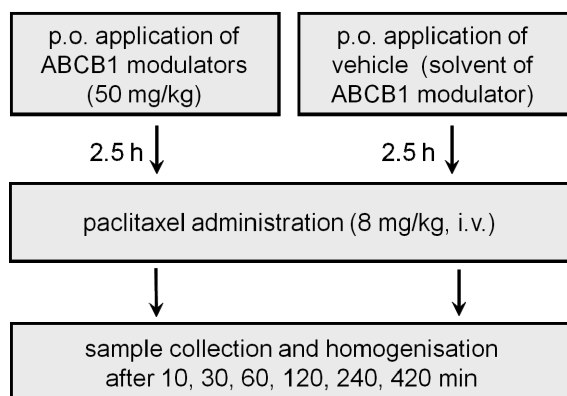 p.o. application of
ABCB1 modulators
(50 mg/kg)
p.o. application of
vehicle (solvent of
ABCB1 modulator)
2.5 h
2.5 h
paclitaxel administration (8 mg/kg, i.v.)
sample collection and homogenisation
after 10, 30, 60, 120, 240, 420 min